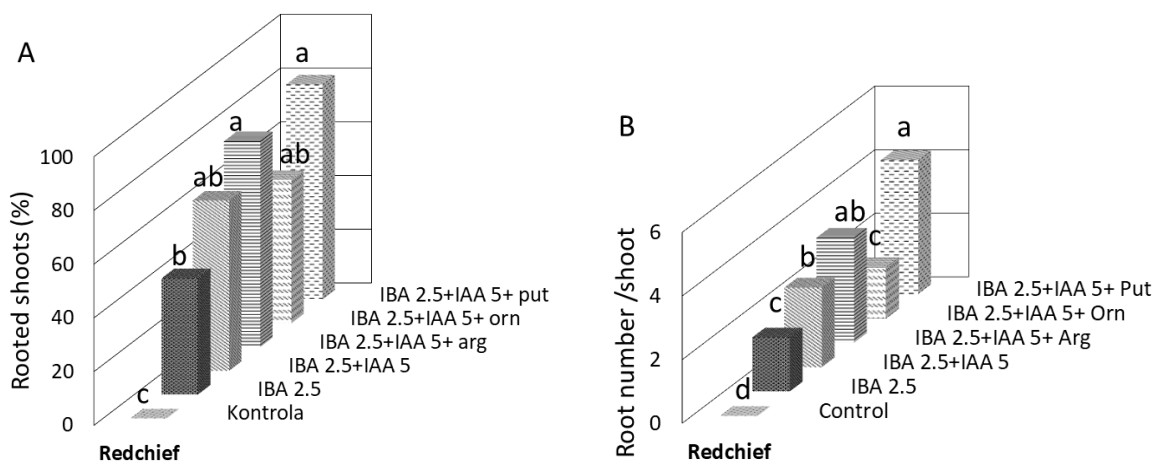 A
Rooted shoots (%)
100
80
60
40
20
0
c
b
ab
a
ab
a
IBA 2.5+IAA 5+ put
IBA 2.5+IAA 5+ orn
IBA 2.5+IAA 5+ arg
IBA 2.5+IAA 5
IBA 2.5
Kontrola
Redchief
B
Root number /shoot
6
4
2
0
d
c
b
ab
c
a
IBA 2.5+IAA 5+ Put
IBA 2.5+IAA 5+ Orn
IBA 2.5+IAA 5+ Arg
IBA 2.5+IAA 5
IBA 2.5
Control
Redchief